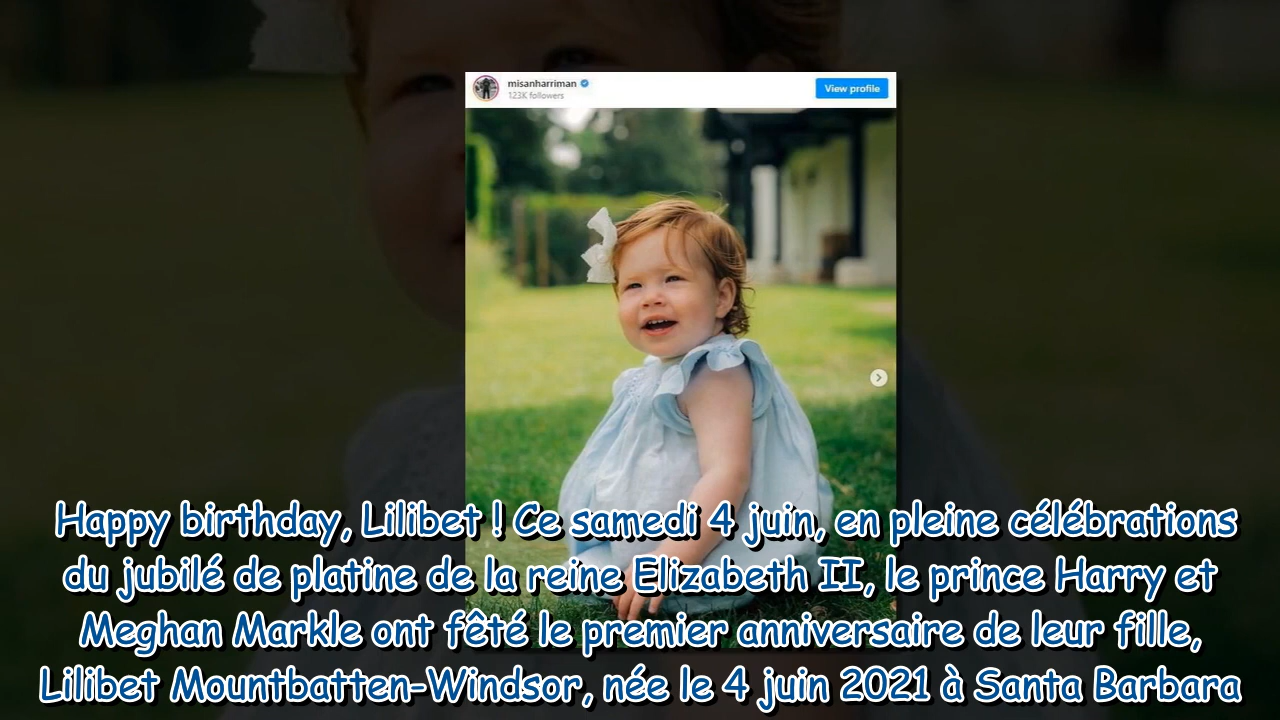 misanharriman
123K followers
View profile
Happy birthday, Lilibet ! Ce samedi 4 juin, en pleine célébrations
du jubilé de platine de la reine Elizabeth II, le prince Harry et
Meghan Markle ont fêté le premier anniversaire de leur fille,
Lilibet Mountbatten-Windsor, née le 4 juin 2021 à Santa Barbara